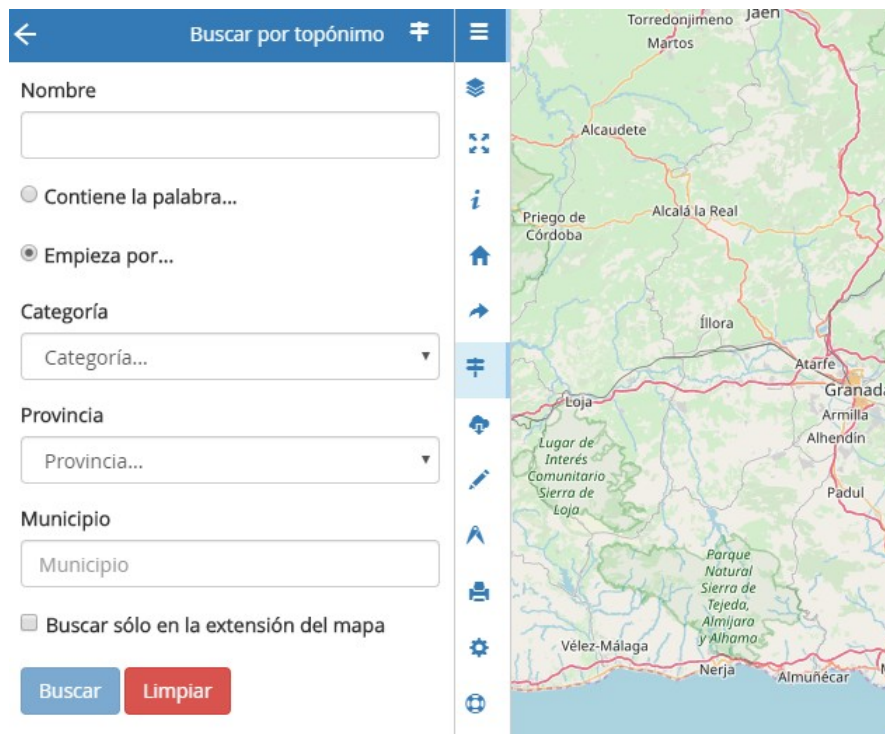 Buscar por topónimo
Nombre
Contiene la palabra...
Empieza por...
Categoría
Categoría...
Provincia
Provincia...
Municipio
Municipio
Buscar sólo en la extensión del mapa
Buscar
Limpiar
i
Jaén
Torredonjimeno
Martos
Alcaudete
Priego de
Córdoba
Alcalá la Real
Íllora
Atarfe
Granada
Loja
Armilla
Alhendín
Lugar de
Interés
Comunitario
Sierra de
Loja
Padul
Parque
Natural
Sierra de
Tejeda,
Almijara
y Alhama
Vélez-Málaga
Nerja
Almuñécar